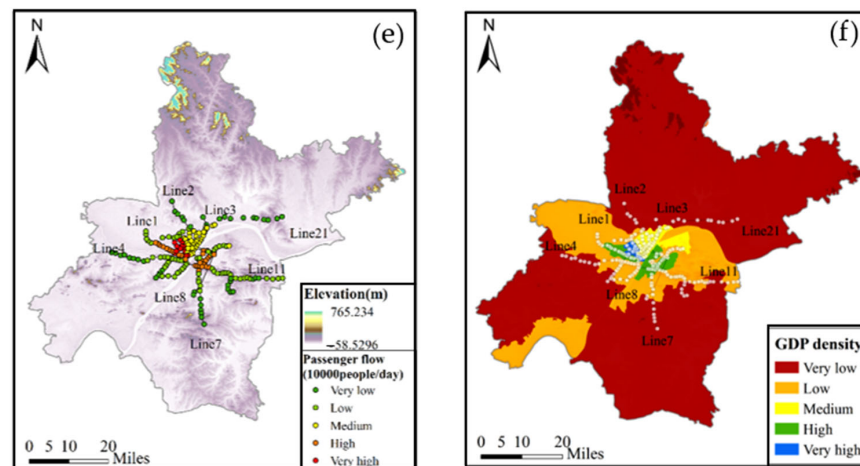 N
(e)
Line2
Line1
Line3
Line4
Line21
Line11
Line8
Line7
Elevation(m)
765.234
−58.5296
Passenger flow
(10000people/day)
Very low
Low
Medium
High
Very high
0 5 10 20
Miles
N
(f)
Line2
Line1
Line3
Line4
Line21
Line11
Line8
Line7
GDP density
Very low
Low
Medium
High
Very high
0 5 10 20
Miles